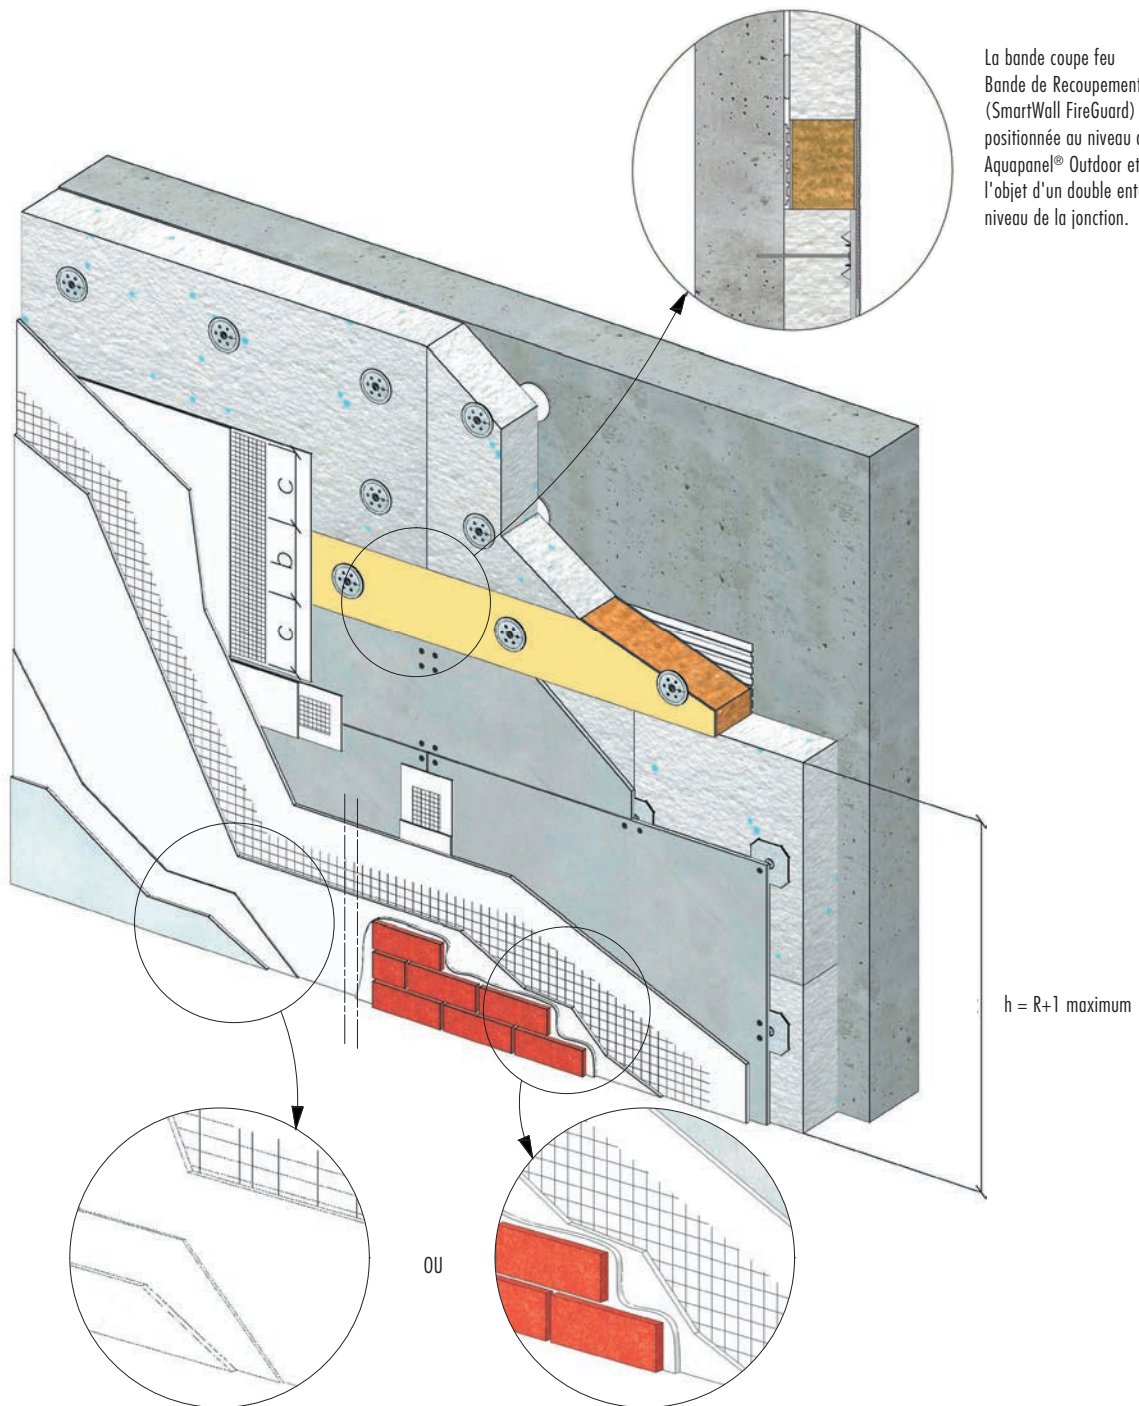 La bande coupe feu
Bande de Recoupement
(SmartWall FireGuard)
positionnée au niveau
Aquapanel® Outdoor et
l'objet d'un double
niveau de la jonction.
c
b
c
h = R+1 maximum
OU